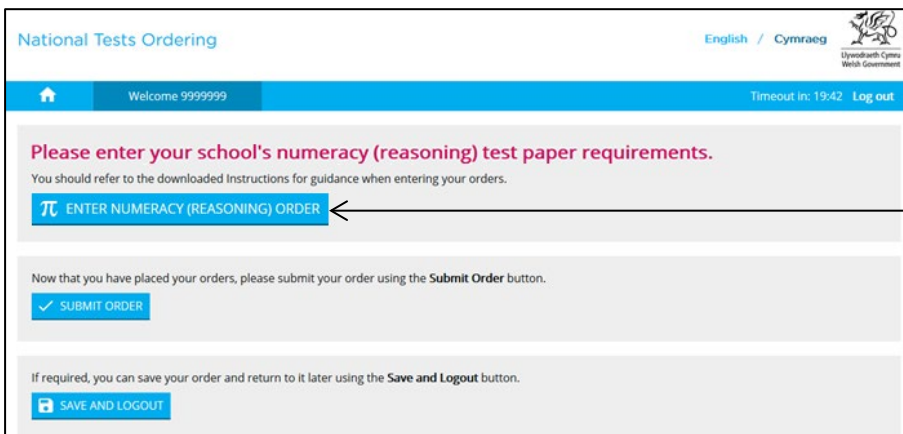 National Tests Ordering
English / Cymraeg
Llywodraeth Cymru
Welsh Government
Welcome 9999999
Timeout in: 19:42 Log out
Please enter your school's numeracy (reasoning) test paper requirements.
You should refer to the downloaded Instructions for guidance when entering your orders.
π ENTER NUMERACY (REASONING) ORDER
Now that you have placed your orders, please submit your order using the Submit Order button.
SUBMIT ORDER
If required, you can save your order and return to it later using the Save and Logout button.
SAVE AND LOGOUT